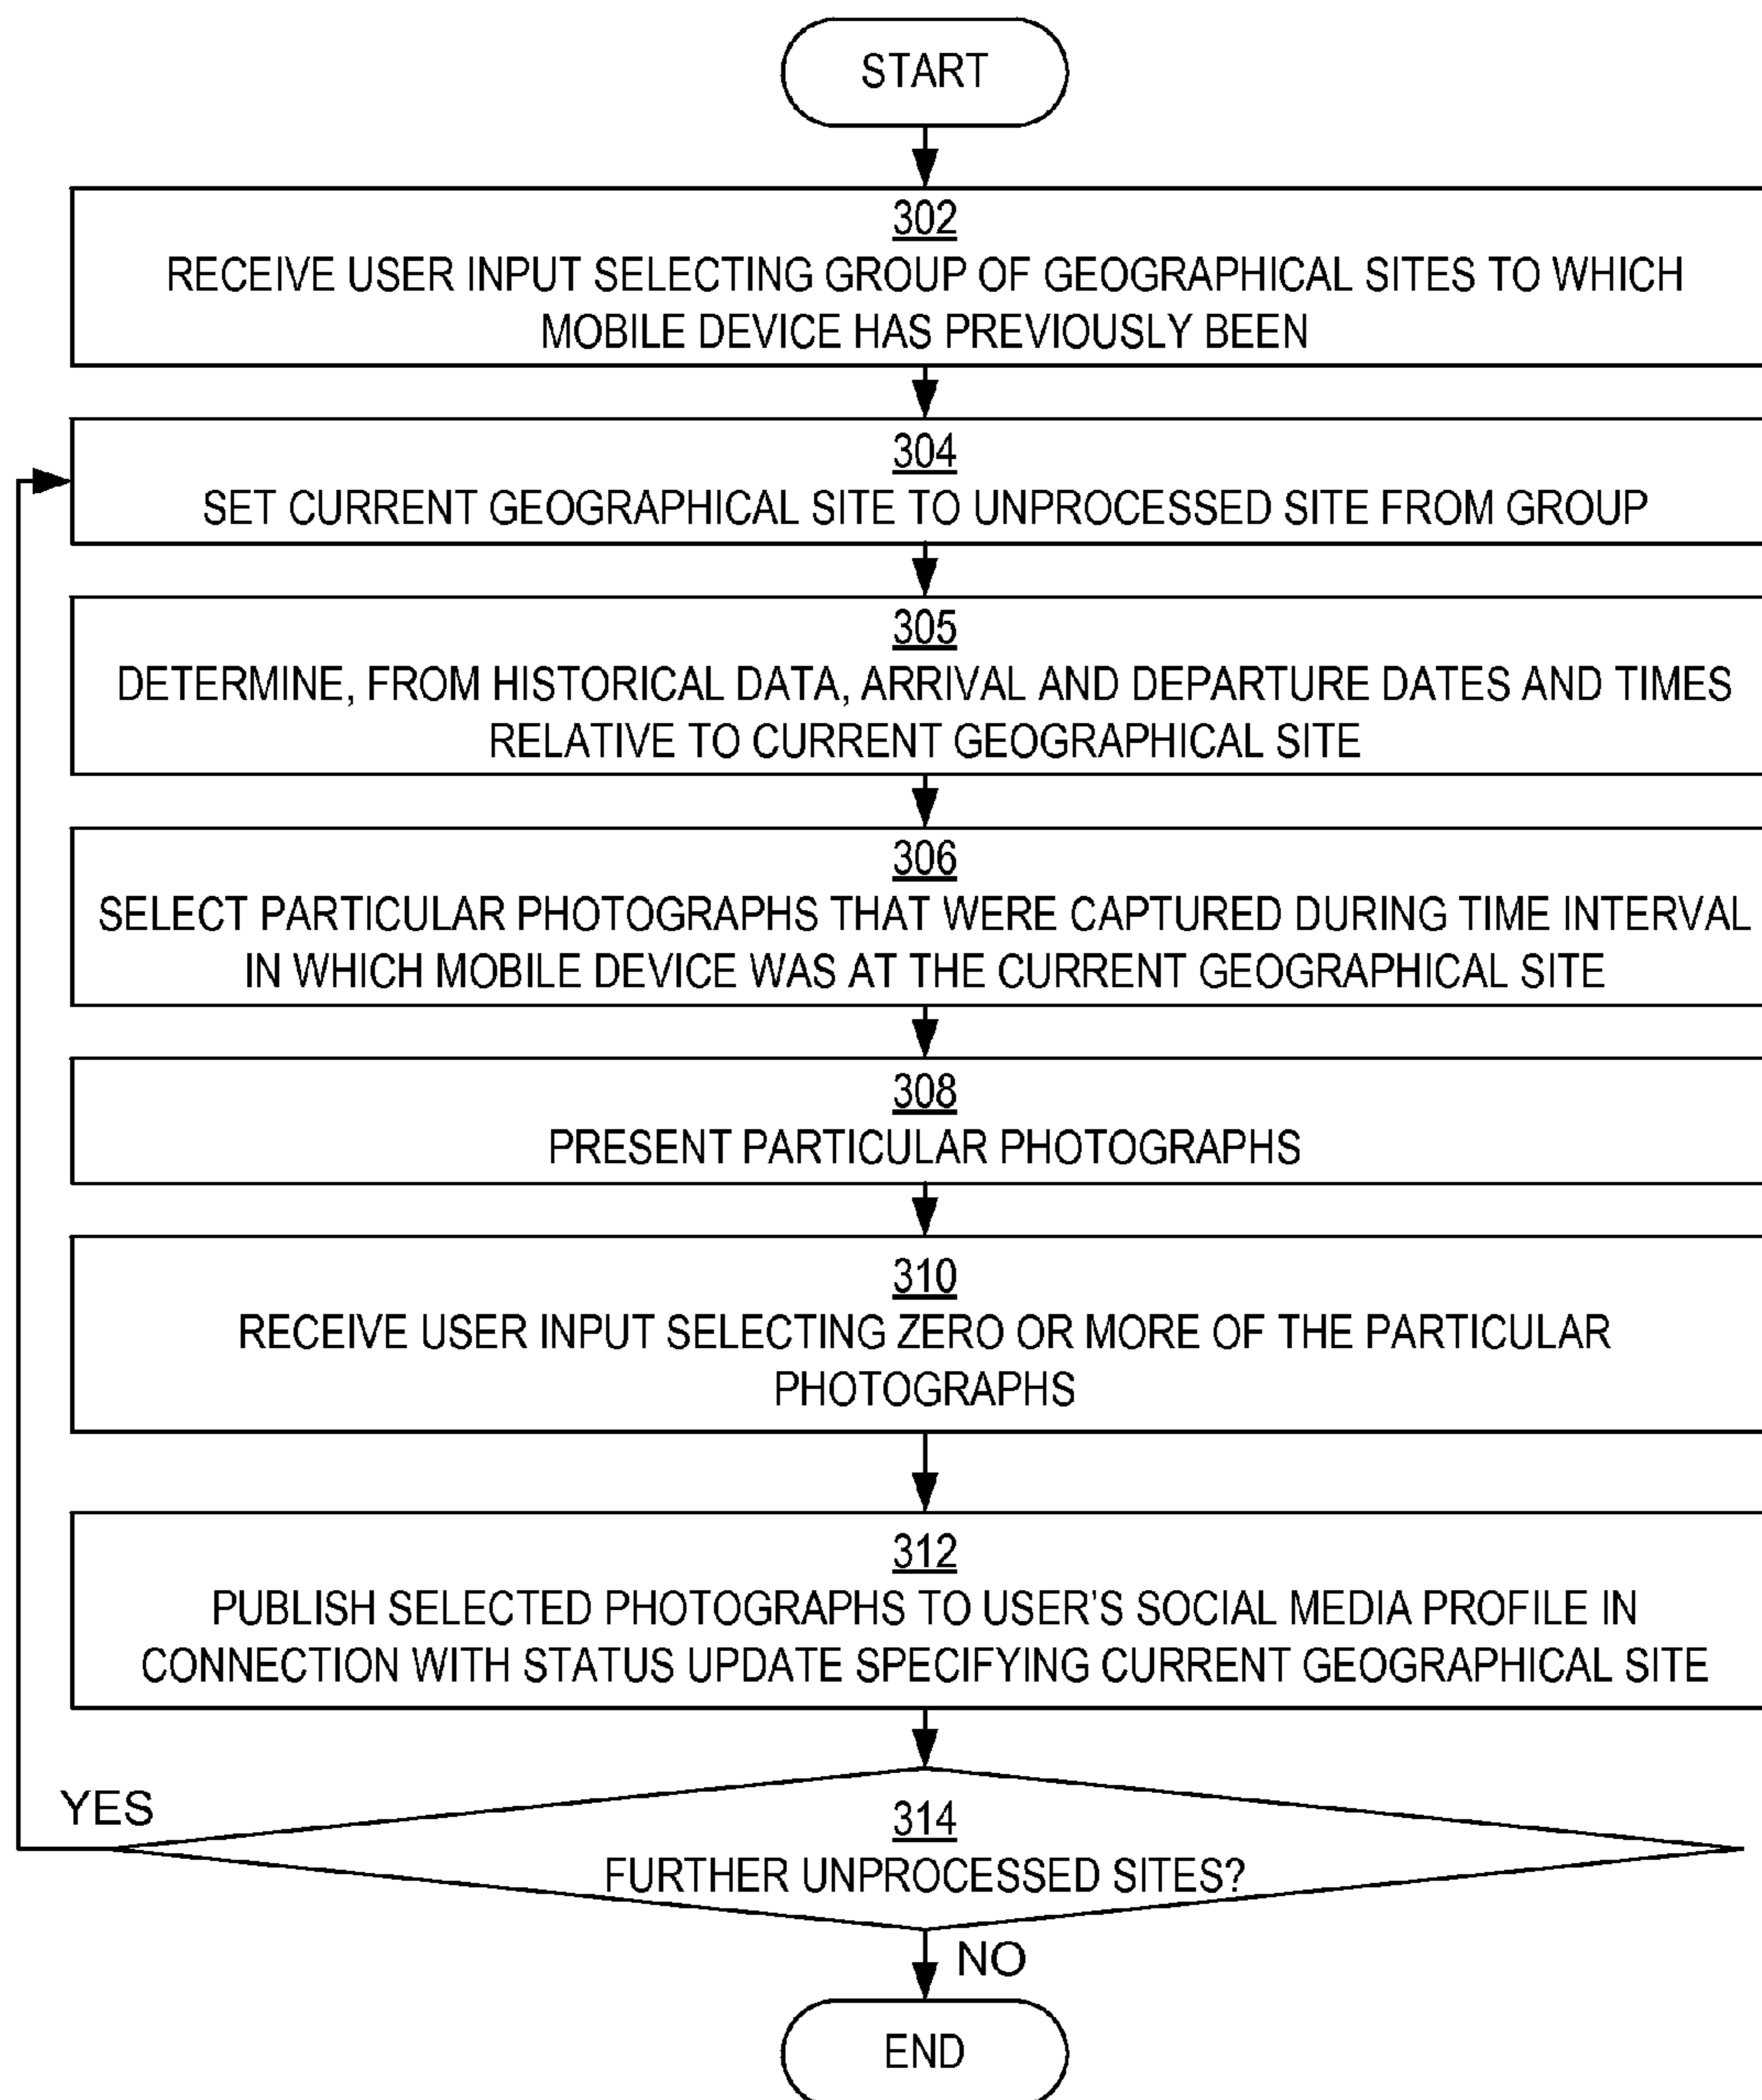 START
302
RECEIVE USER INPUT SELECTING GROUP OF GEOGRAPHICAL SITES TO WHICH
MOBILE DEVICE HAS PREVIOUSLY BEEN
304
SET CURRENT GEOGRAPHICAL SITE TO UNPROCESSED SITE FROM GROUP
305
DETERMINE, FROM HISTORICAL DATA, ARRIVAL AND DEPARTURE DATES AND TIMES
RELATIVE TO CURRENT GEOGRAPHICAL SITE
306
SELECT PARTICULAR PHOTOGRAPHS THAT WERE CAPTURED DURING TIME INTERVAL
IN WHICH MOBILE DEVICE WAS AT THE CURRENT GEOGRAPHICAL SITE
308
PRESENT PARTICULAR PHOTOGRAPHS
310
RECEIVE USER INPUT SELECTING ZERO OR MORE OF THE PARTICULAR
PHOTOGRAPHS
312
PUBLISH SELECTED PHOTOGRAPHS TO USER'S SOCIAL MEDIA PROFILE IN
CONNECTION WITH STATUS UPDATE SPECIFYING CURRENT GEOGRAPHICAL SITE
YES
314
FURTHER UNPROCESSED SITES?
NO
END